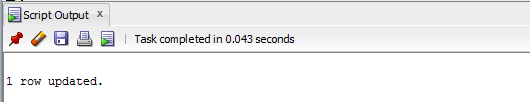 Script Output x
Task completed in 0.043 seconds
1 row updated.